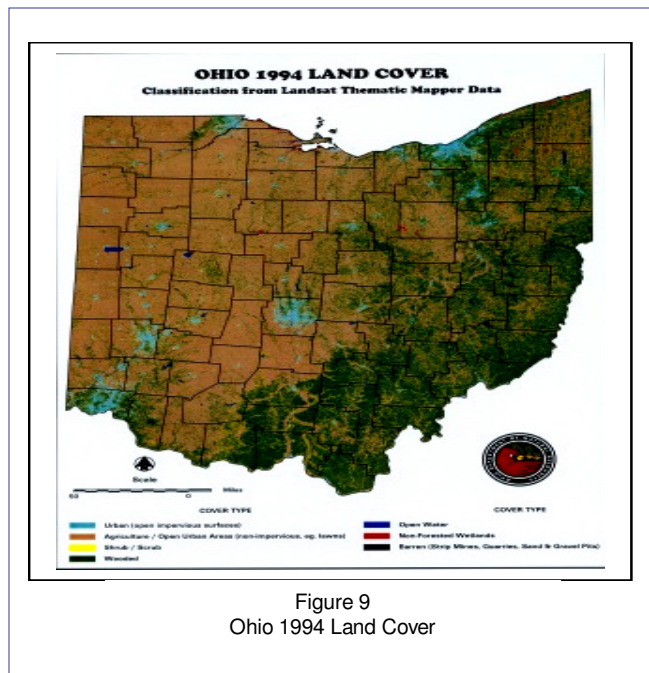 OHIO 1994 LAND COVER
Classification from Landsat Thematic Mapper Data
Scale
Miles
50 0
COVER TYPE
COVER TYPE
Urban (open impervious surfaces)
Agriculture / Open Urban Areas (non-impervious, eg. lawns)
Shrub / Scrub
Wooded
Open Water
Non-Forested Wetlands
Barren (Strip Mines, Quarries, Sand & Gravel Pits)
Figure 9
Ohio 1994 Land Cover